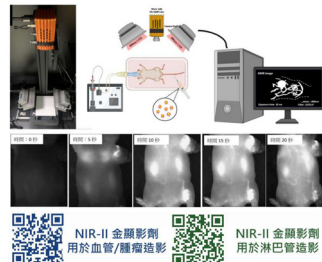 時間：0 秒
時間：5 秒
時間 10 秒
時間 15 秒
時間 20 秒
NIR-II 金顯影劑
用於血管/腫瘤造影
NIR-II 金顯影劑
用於淋巴管造影